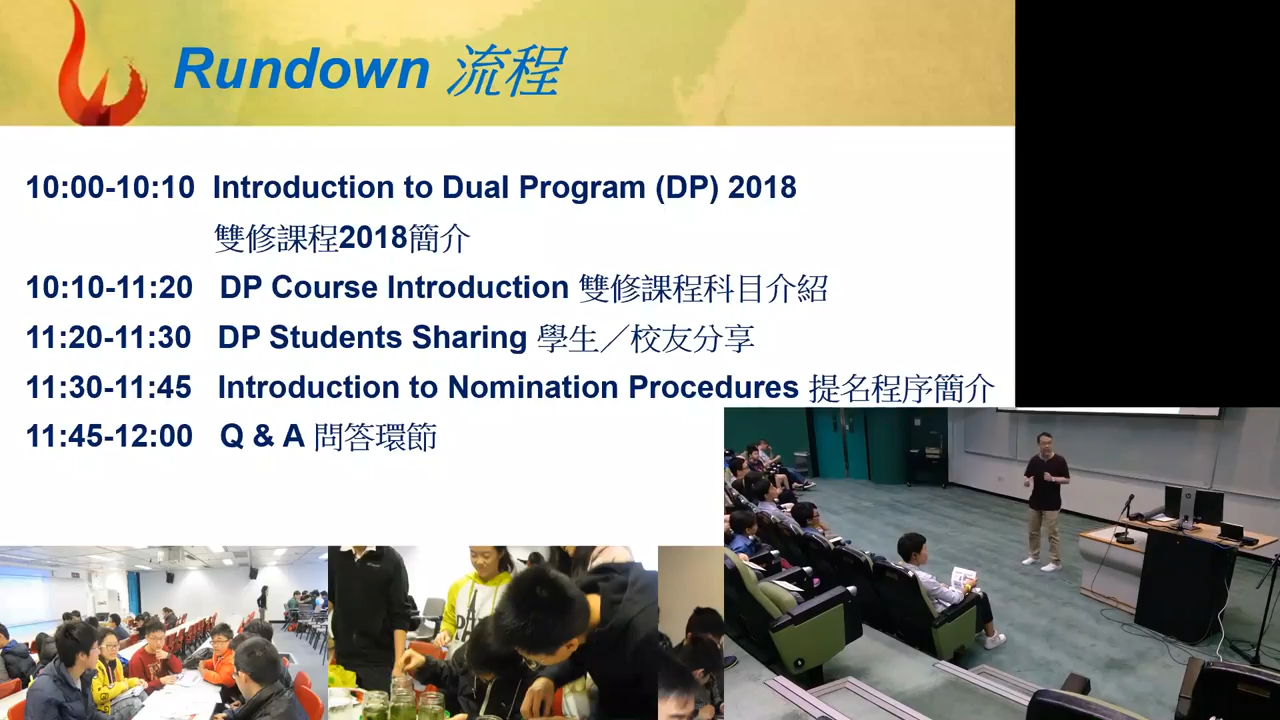 Rundown 流程
10:00-10:10 Introduction to Dual Program (DP) 2018
雙修課程2018簡介
10:10-11:20 DP Course Introduction 雙修課程科目介紹
11:20-11:30 DP Students Sharing 學生／校友分享
11:30-11:45 Introduction to Nomination Procedures 提名程序簡介
11:45-12:00 Q & A 問答環節